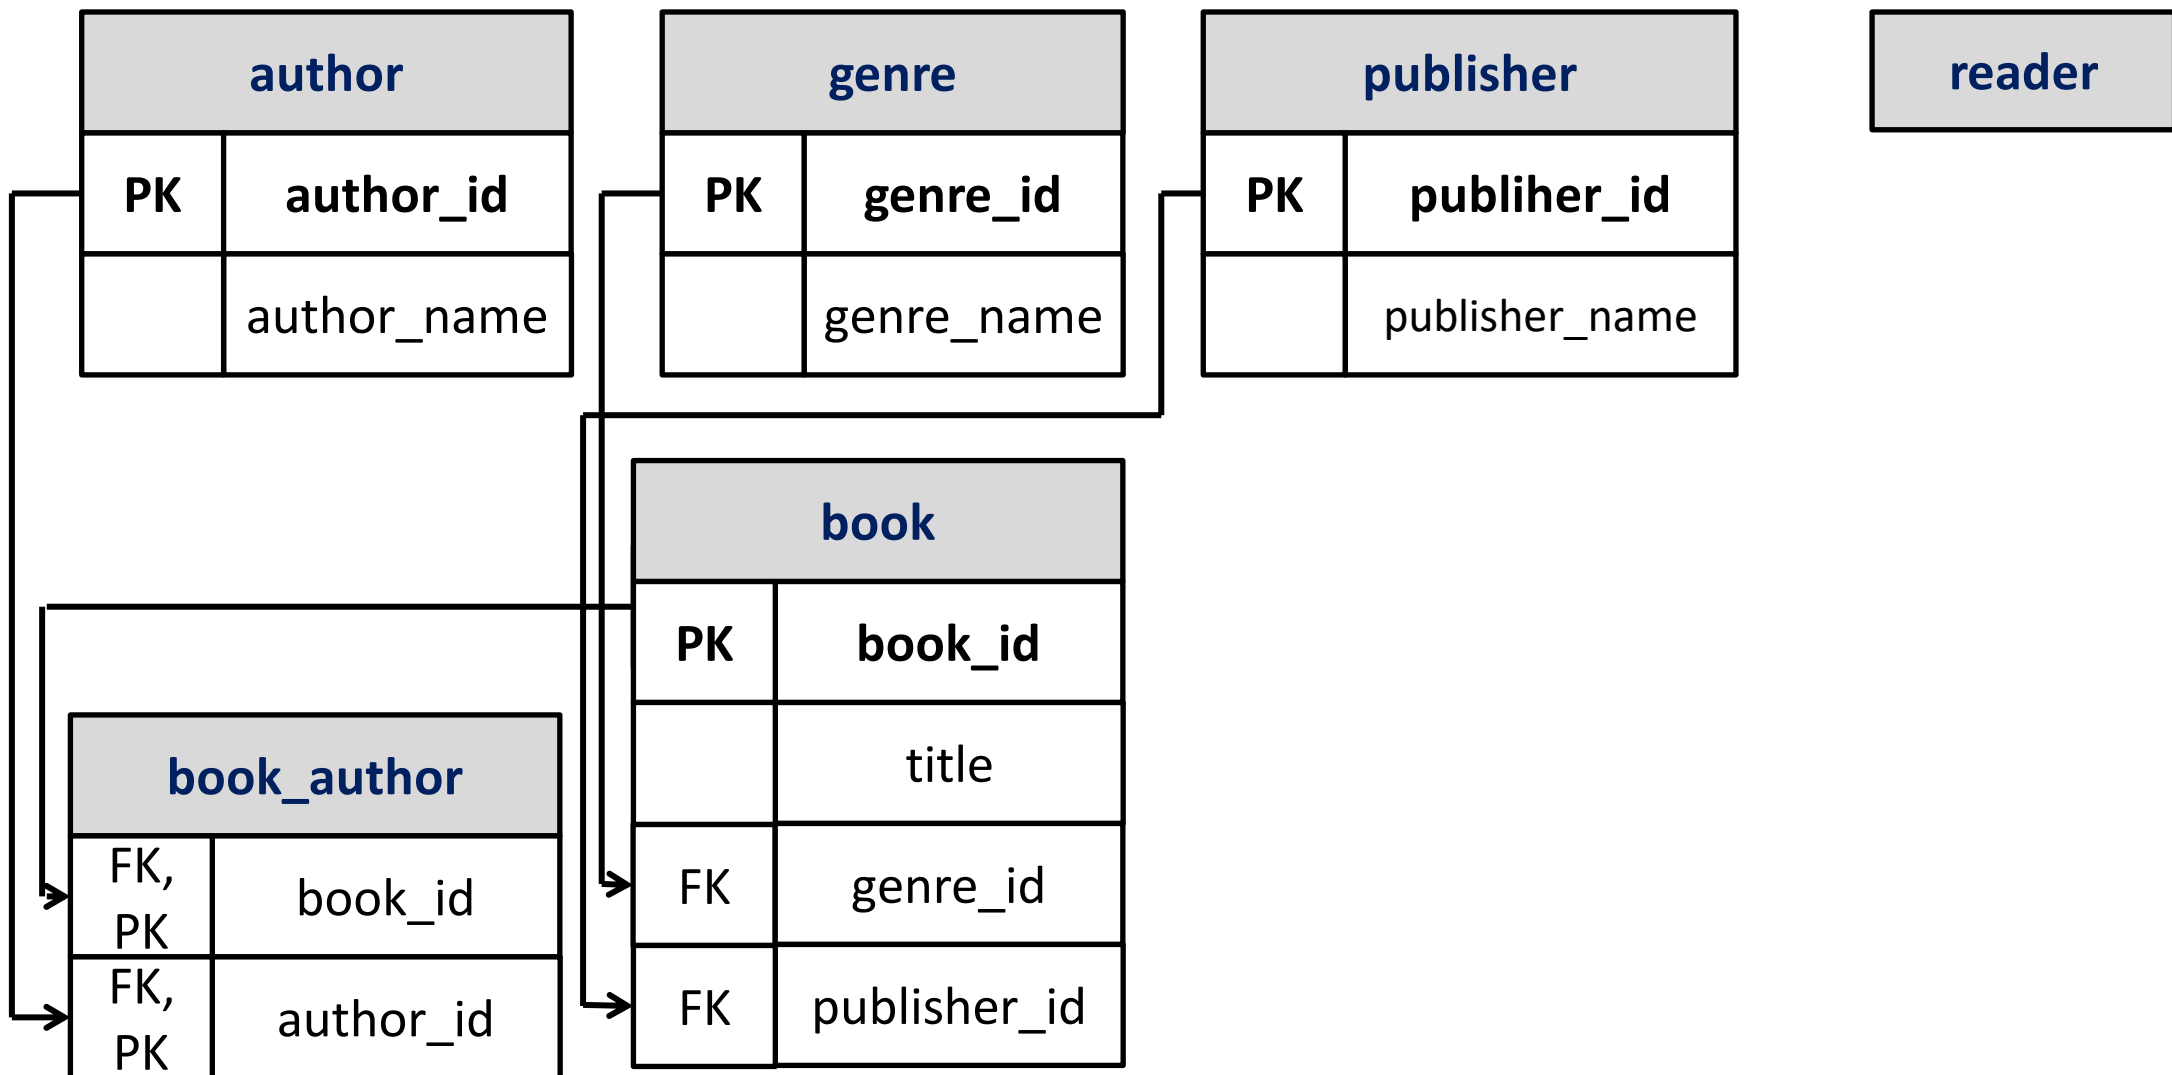 author
PK author_id
author_name
genre
PK genre_id
genre_name
publisher
PK publiher_id
publisher_name
reader
book
PK book_id
title
FK genre_id
FK publisher_id
book_author
FK,
PK
book_id
FK,
PK
author_id